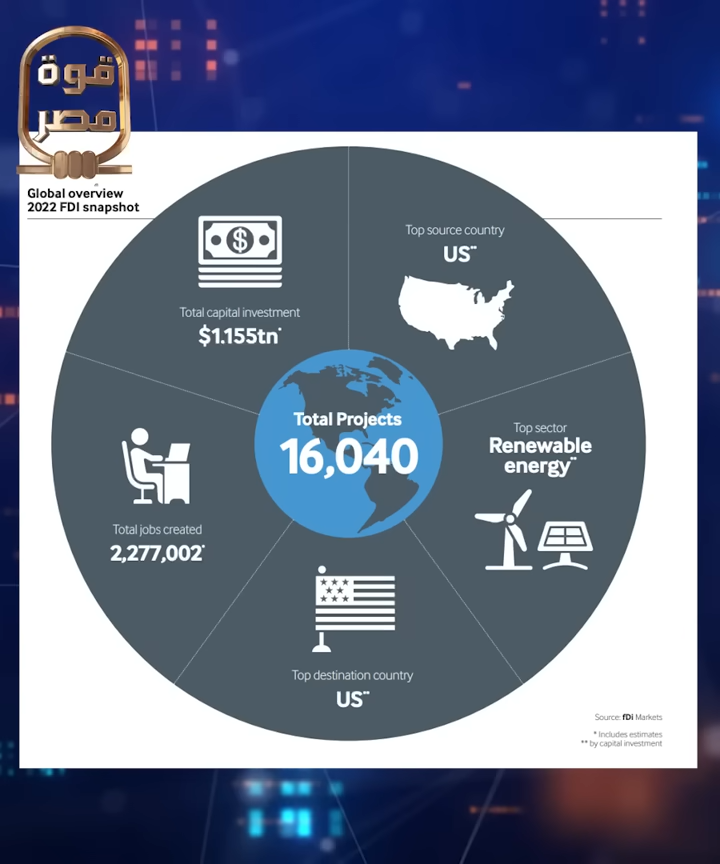 قوة
مصر
Global overview
2022 FDI snapshot
Total capital investment
$1.155tn*
Top source country
US**
Total Projects
16,040
Top sector
Renewable
energy**
Total jobs created
2,277,002*
Top destination country
US**
Source: fDi Markets
* Includes estimates
** by capital investment